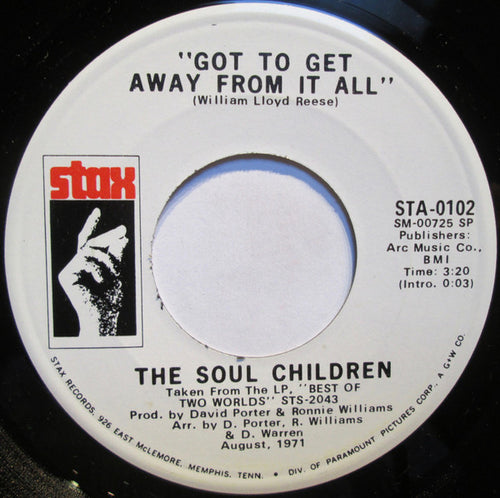 "GOT TO GET
AWAY FROM IT ALL"
(William Lloyd Reese)
stax
STA-0102
SM-00725 SP
Publishers:
Arc Music Co.,
BMI
Time: 3:20
(Intro. 0:03)
THE SOUL CHILDREN
Taken From The LP, "BEST OF
TWO WORLDS" STS-2043
Prod. by David Porter & Ronnie Williams
Arr. by D. Porter, R. Williams
& D. Warren
August, 1971
STAX RECORDS, 926 EAST McLEMORE, MEMPHIS, TENN. • DIV. OF PARAMOUNT PICTURES CORP., A G+W CO.